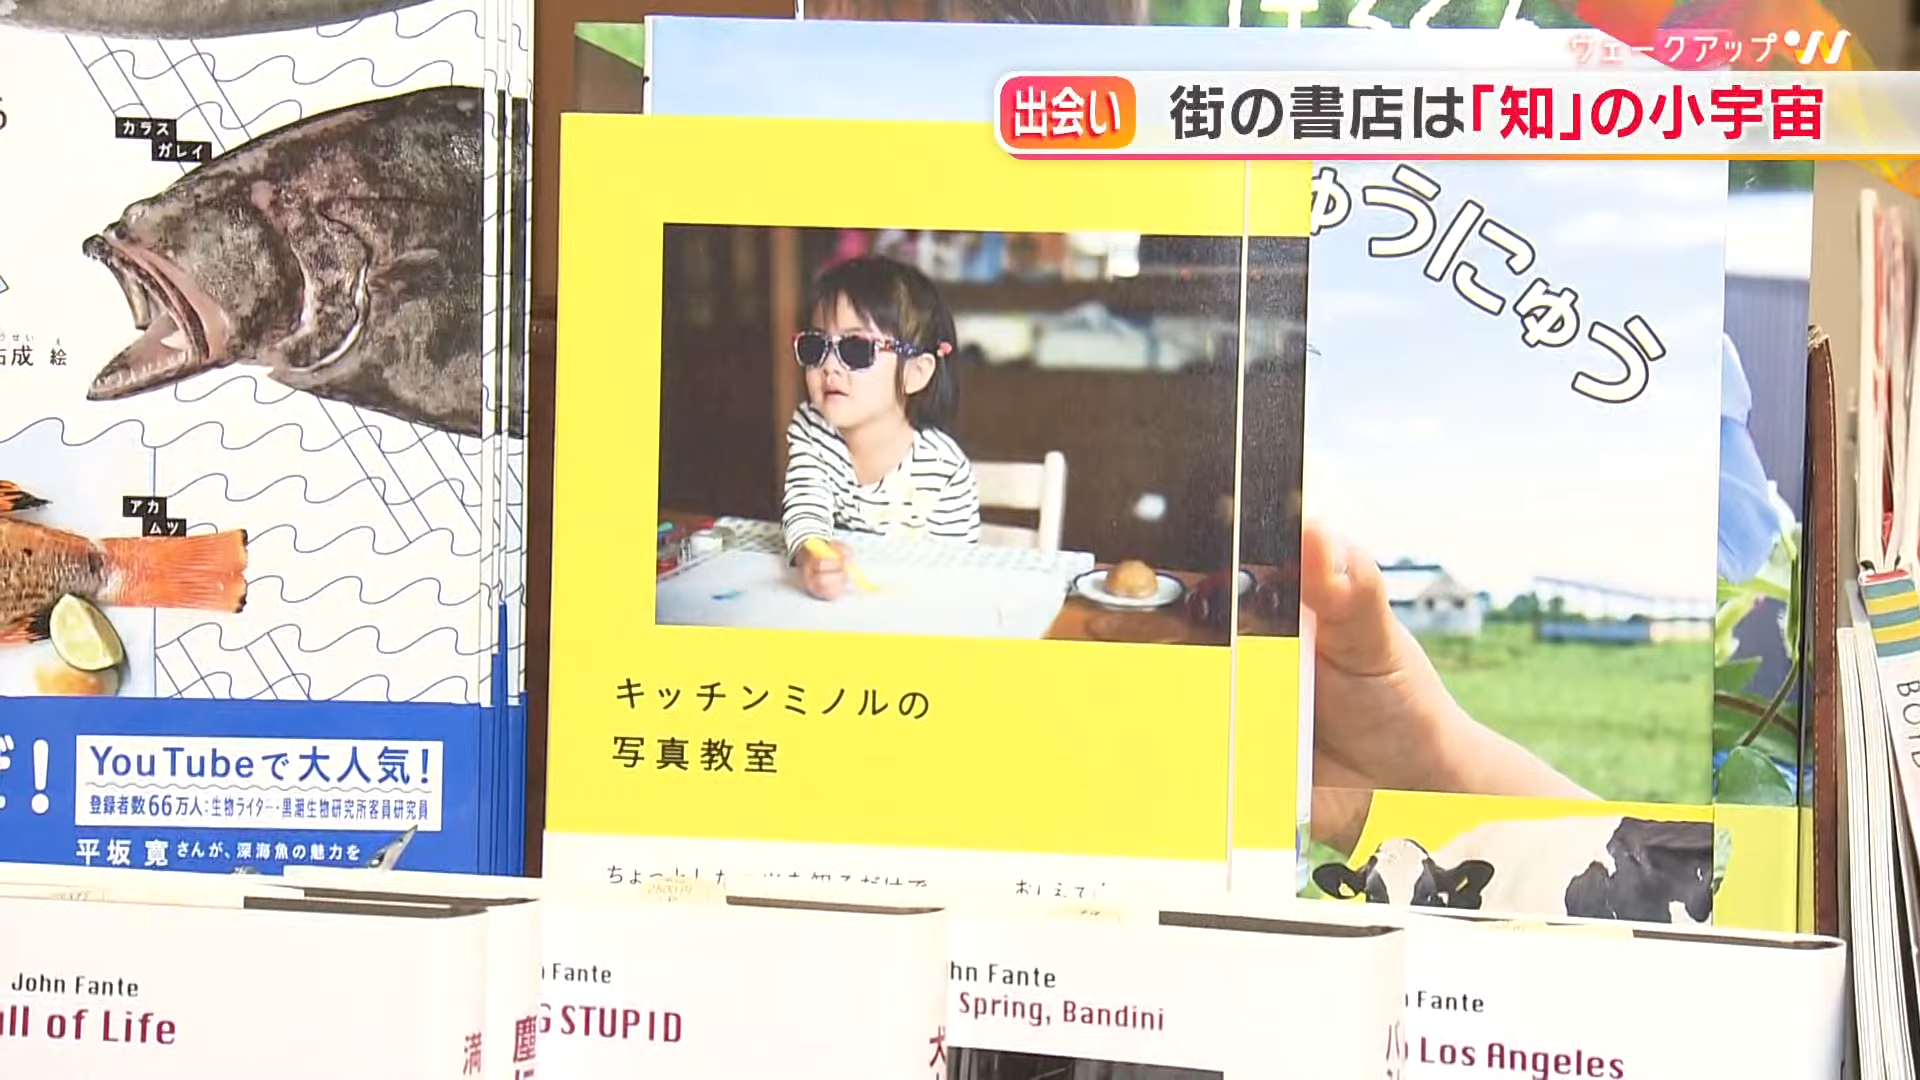 ウェークアップ
出会い 街の書店は「知」の小宇宙
カラス
ガレイ
成 絵
アカ
ムツ
YouTubeで大人気!
登録者数66万人:生物ライター・黒潮生物研究所客員研究員
平坂 寛さんが、深海魚の魅力を
ゅうにゅう
キッチンミノルの
写真教室
John Fante
ll of Life
満
塵
Fante
STUPID
犬
hn Fante
Spring, Bandini
バ
Fante
Los Angeles